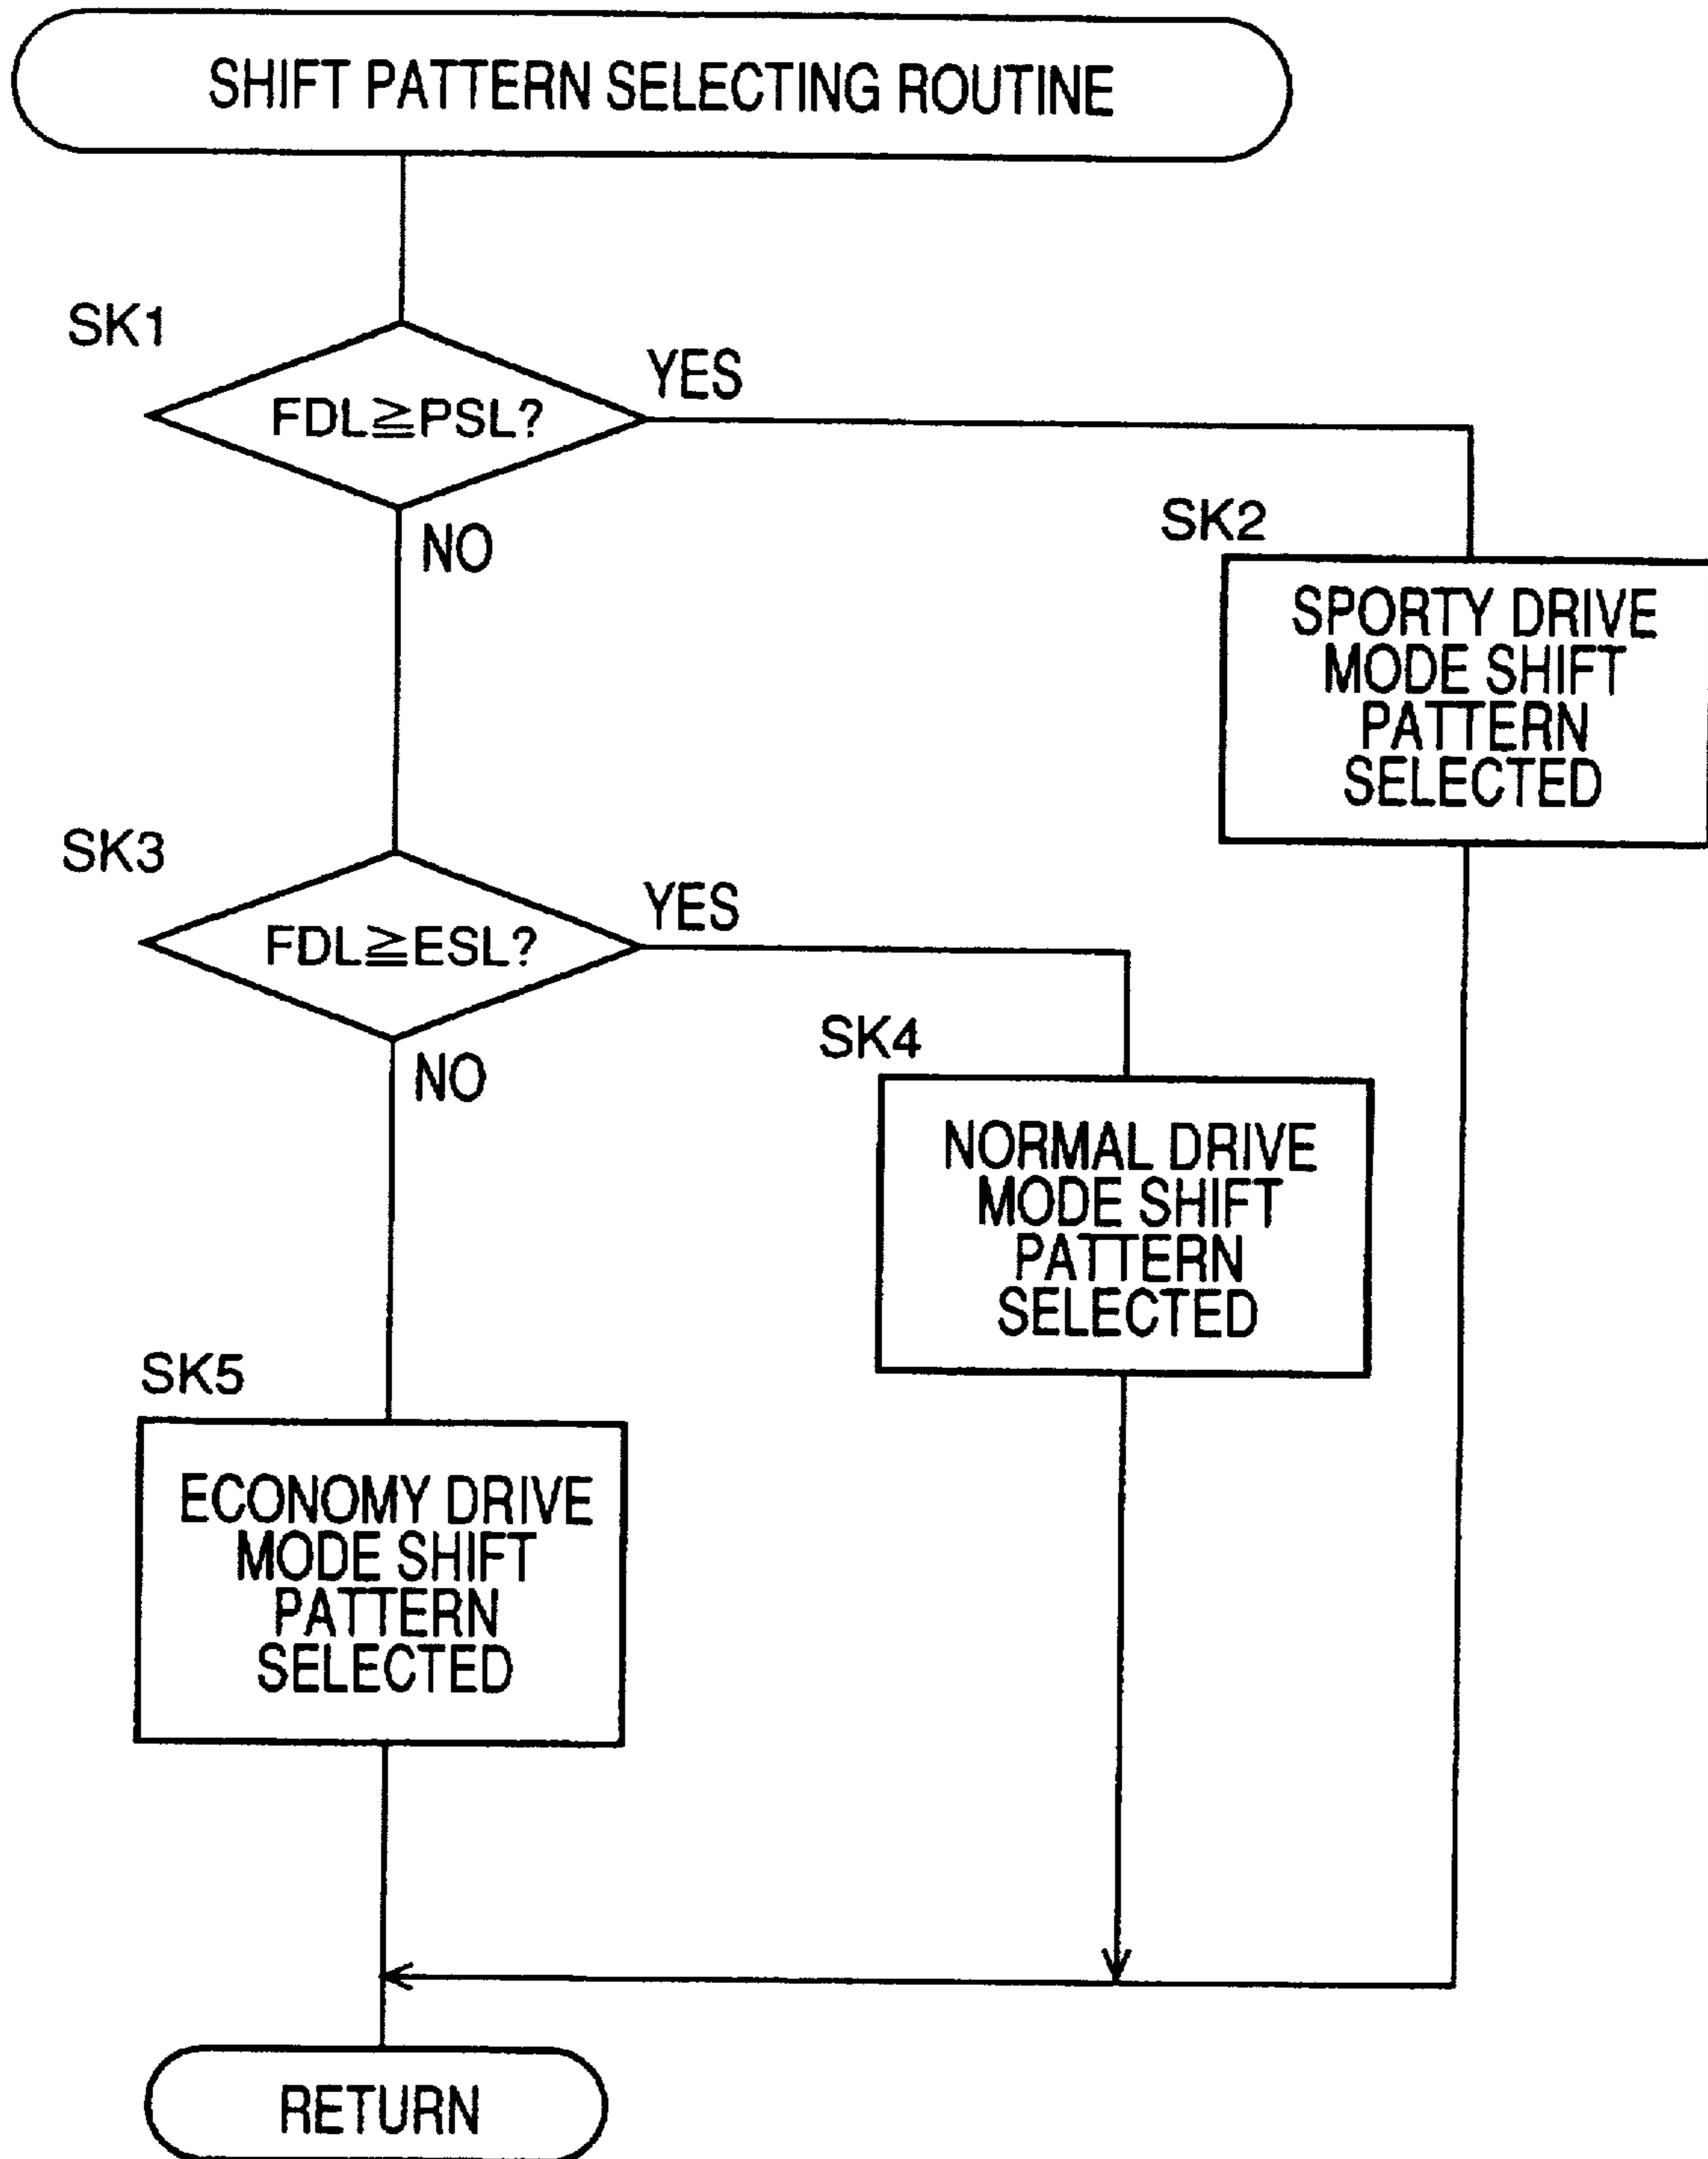 SHIFT PATTERN SELECTING ROUTINE
SK1
FDL≧PSL?
YES
NO
SK2
SPORTY DRIVE
MODE SHIFT
PATTERN
SELECTED
SK3
FDL≧ESL?
YES
NO
SK4
NORMAL DRIVE
MODE SHIFT
PATTERN
SELECTED
SK5
ECONOMY DRIVE
MODE SHIFT
PATTERN
SELECTED
RETURN